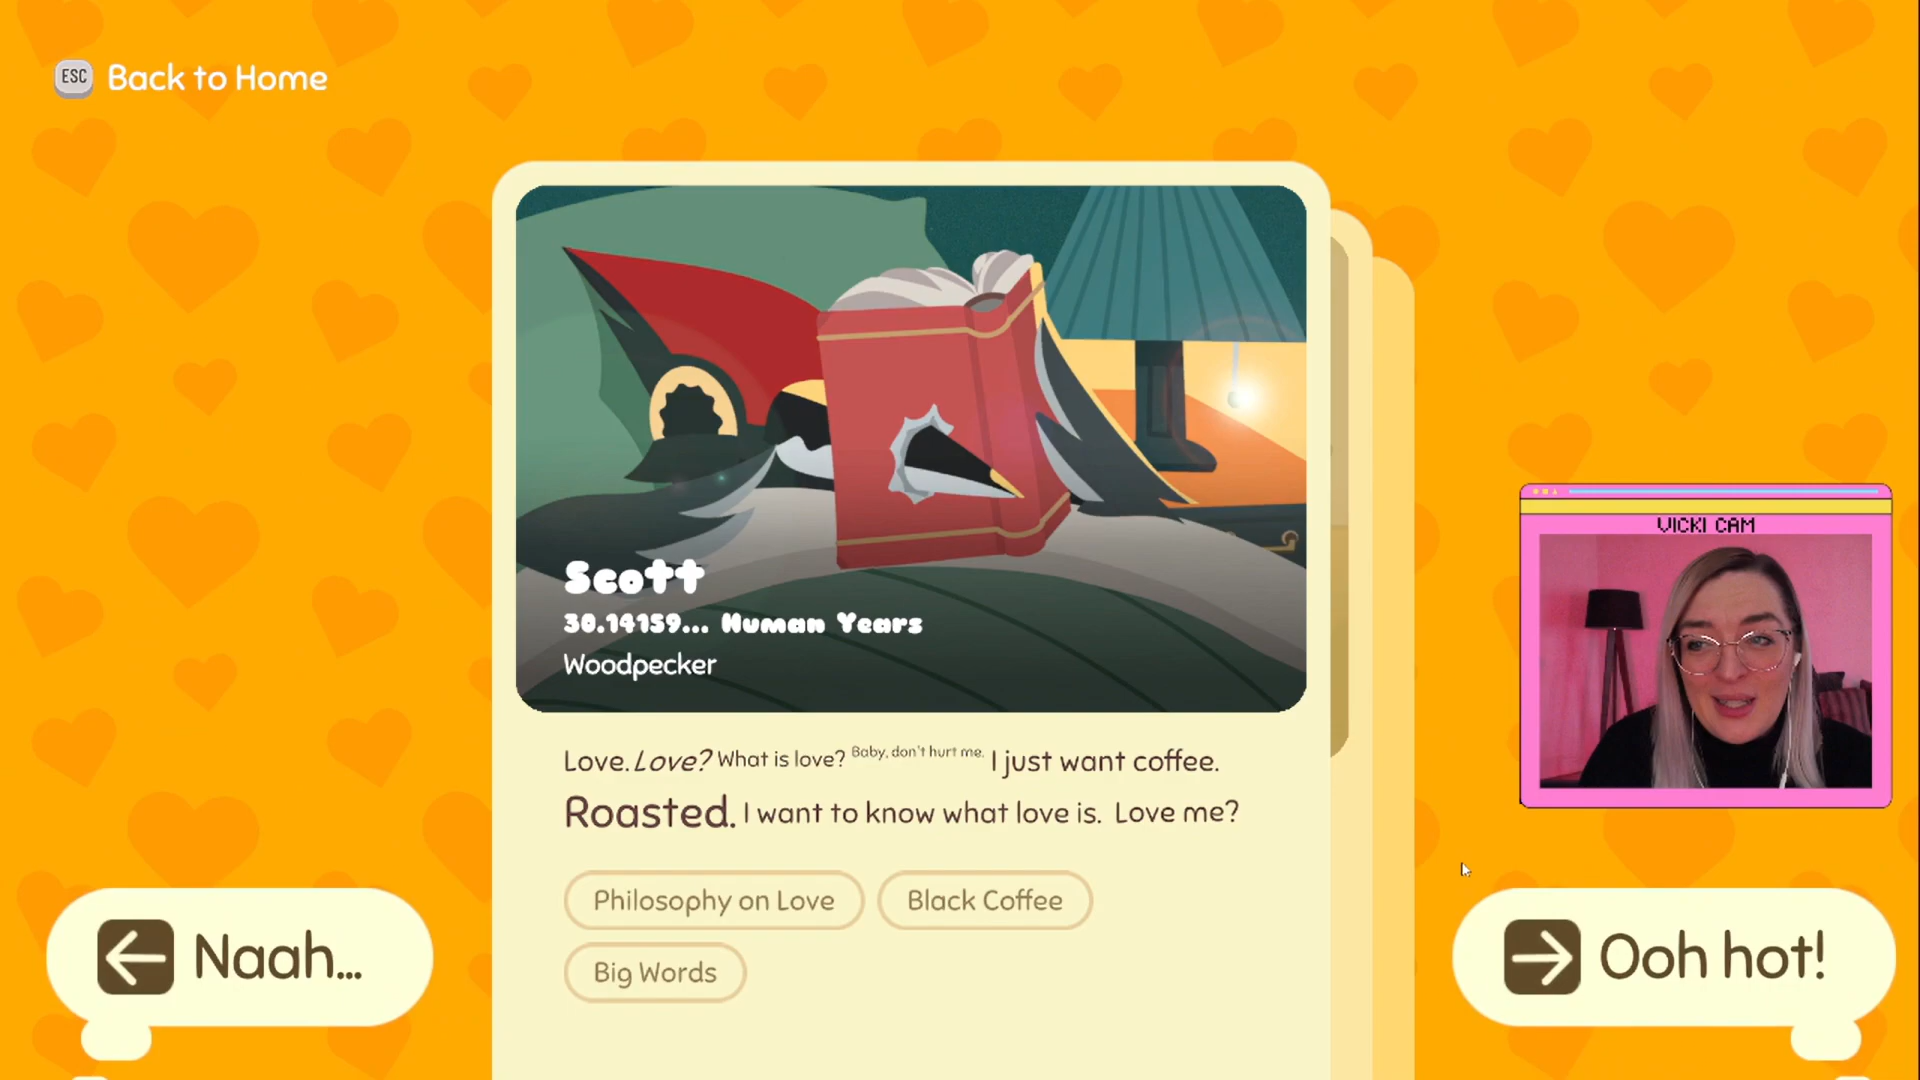 ESC Back to Home
Scott
30.14159... Human Years
Woodpecker
VICKI CAM
Love. Love? What is love? Baby, don't hurt me. I just want coffee.
Roasted. I want to know what love is. Love me?
Philosophy on Love
Black Coffee
Big Words
Naah...
Ooh hot!